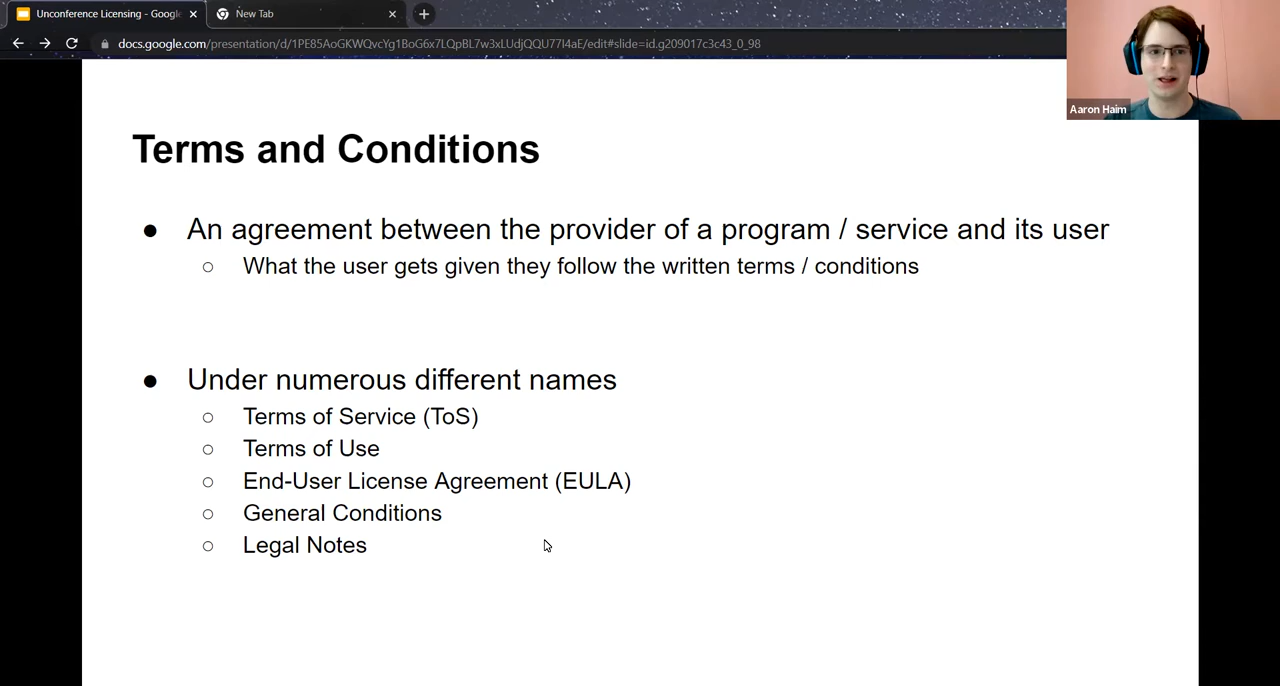 Unconference Licensing - Googl
New Tab
docs.google.com/presentation/d/1PE85AoGKWQvcYg1BoG6x7LQpBL7w3xLUdjQQU77l4aE/edit#slide=id.g209017c3c43_0_98
Aaron Haim
Terms and Conditions
● An agreement between the provider of a program / service and its user
○ What the user gets given they follow the written terms / conditions
● Under numerous different names
○ Terms of Service (ToS)
○ Terms of Use
○ End-User License Agreement (EULA)
○ General Conditions
○ Legal Notes